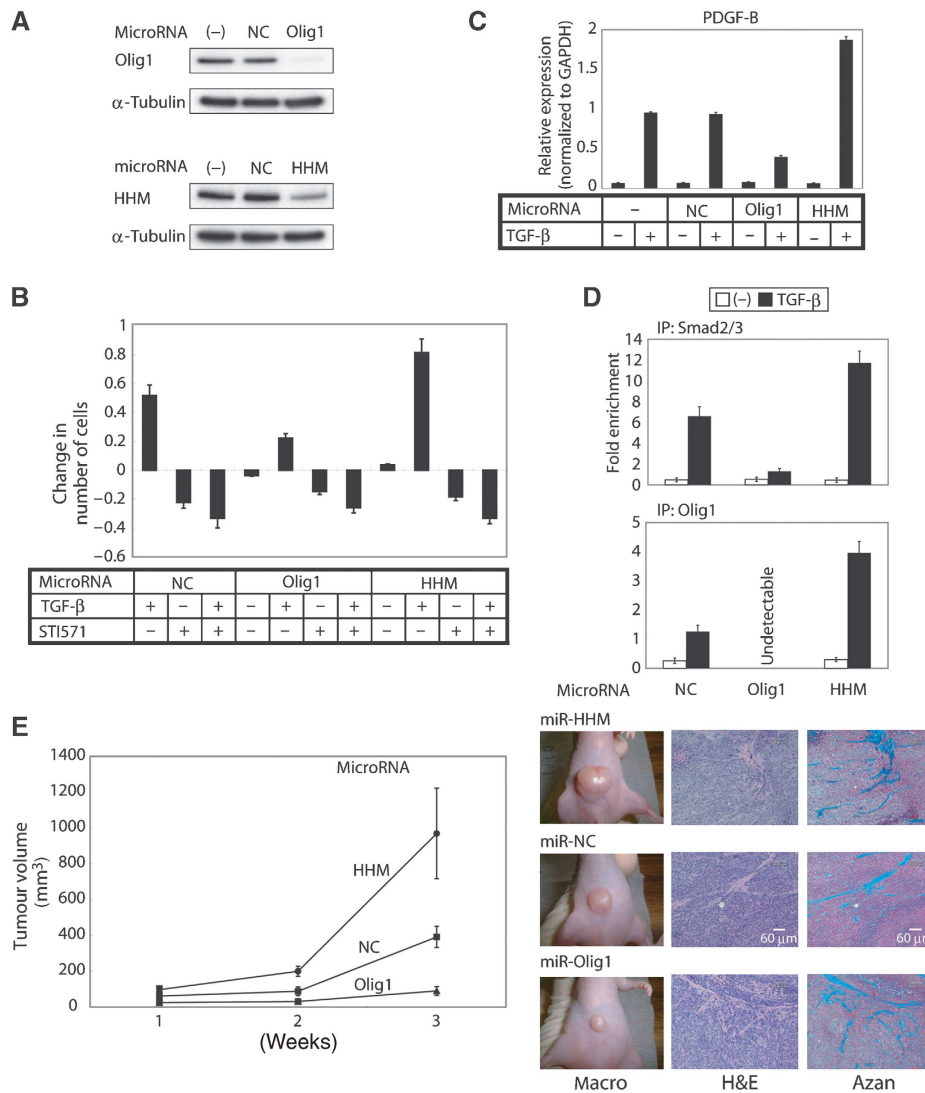 A
MicroRNA (–) NC Olig1
Olig1
α-Tubulin
microRNA (–) NC HHM
HHM
α-Tubulin
C
PDGF-B
Relative expression
(normalized to GAPDH)
2
1.5
1
0.5
0
MicroRNA – NC Olig1 HHM
TGF-β – + – + – + – +
B
Change in
number of cells
1
0.8
0.6
0.4
0.2
0
−0.2
−0.4
−0.6
MicroRNA NC Olig1 HHM
TGF-β + – + – + – + – + – +
STI571 – + + – – + + – – + +
D
(–) TGF-β
IP: Smad2/3
Fold enrichment
14
12
10
8
6
4
2
0
IP: Olig1
5
4
3
2
1
0
Undetectable
MicroRNA NC Olig1 HHM
E
Tumour volume
(mm³)
1400
1200
1000
800
600
400
200
0
MicroRNA
HHM
NC
Olig1
1 2 3
(Weeks)
miR-HHM
miR-NC
60 μm 60 μm
miR-Olig1
Macro H&E Azan